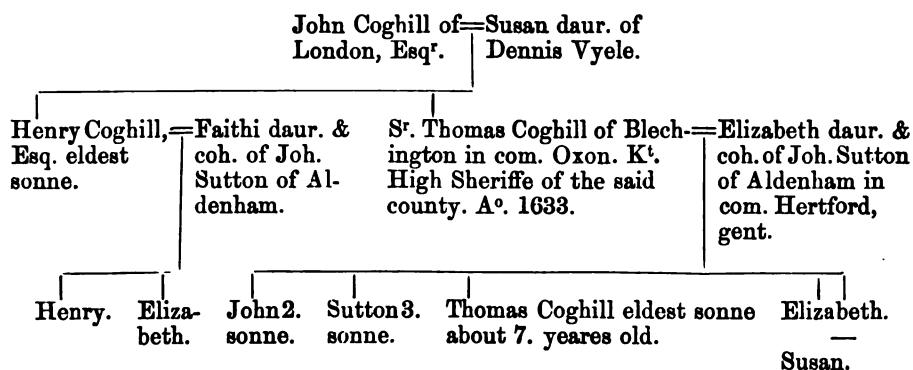 John Coghill of=Susan daur. of
London, Esqr. Dennis Vyele.
Henry Coghill,=Faithi daur. &
Esq. eldest coh. of Joh.
sonne. Sutton of Al-
denham.
Sr. Thomas Coghill of Blech-=Elizabeth daur. &
ington in com. Oxon. Kt. coh. of Joh. Sutton
High Sheriffe of the said of Aldenham in
county. Ao. 1633. com. Hertford,
gent.
Henry.
Eliza-
beth.
John 2.
sonne.
Sutton 3.
sonne.
Thomas Coghill eldest sonne
about 7. yeares old.
Elizabeth.
—
Susan.